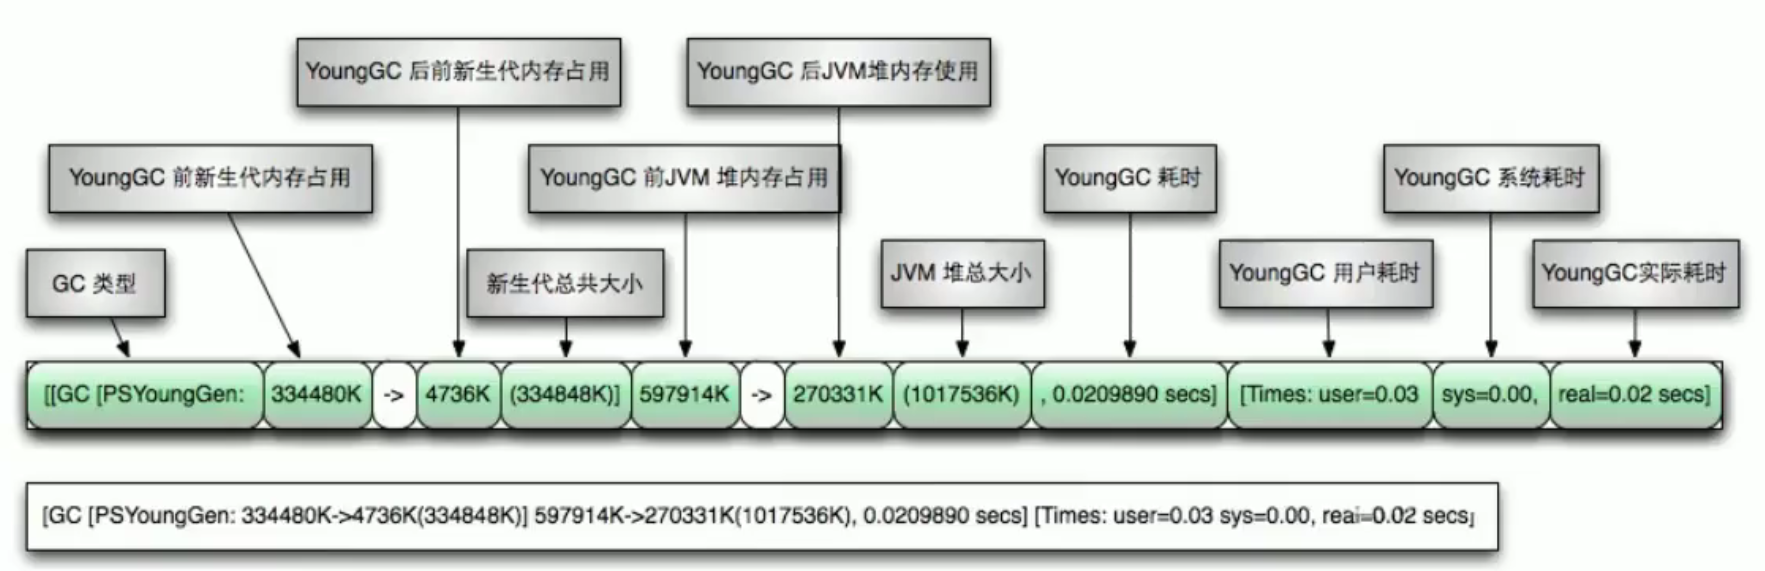 YoungGC 后前新生代内存占用
YoungGC 后JVM堆内存使用
YoungGC 前新生代内存占用
YoungGC 前JVM 堆内存占用
YoungGC 耗时
YoungGC 系统耗时
GC 类型
新生代总共大小
JVM 堆总大小
YoungGC 用户耗时
YoungGC实际耗时
[[GC [PSYoungGen: 334480K -> 4736K (334848K)] 597914K -> 270331K (1017536K) , 0.0209890 secs] [Times: user=0.03 sys=0.00, real=0.02 secs]
[GC [PSYoungGen: 334480K->4736K(334848K)] 597914K->270331K(1017536K), 0.0209890 secs] [Times: user=0.03 sys=0.00, real=0.02 secs]